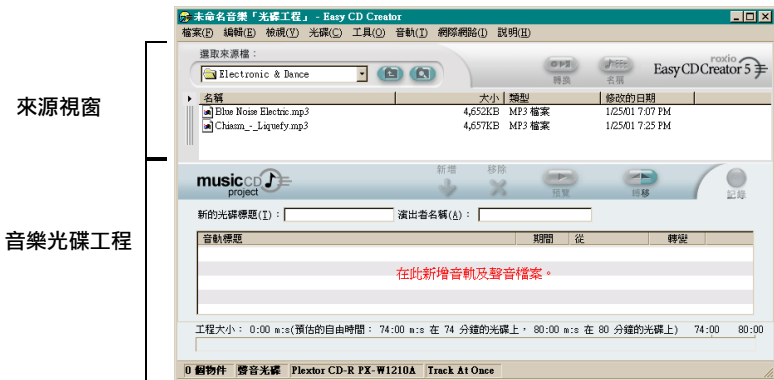 未命名音樂「光碟工程」 - Easy CD Creator
檔案(F) 編輯(E) 檢視(V) 光碟(C) 工具(O) 音動(T) 網際網路(I) 說明(H)
選取來源檔：
Electronic & Dance
轉換
名稱
roxio
Easy CD Creator 5
來源視窗
名稱 大小 類型 修改的日期
Blue Noise Electric.mp3 4,652KB MP3 檔案 1/25/01 7:07 PM
Chiasm_-_Liquefy.mp3 4,657KB MP3 檔案 1/25/01 7:25 PM
music CD project
新增 移除 預覽 轉移 記錄
音樂光碟工程
新的光碟標題(I)： 演出者名稱(A)：
音軌標題 期間 從 轉變
在此新增音軌及聲音檔案。
工程大小： 0:00 m:s(預估的自由時間： 74:00 m:s 在 74 分鐘的光碟上， 80:00 m:s 在 80 分鐘的光碟上) 74:00 80:00
0 個物件 聲音光碟 Plextor CD-R PX-W1210A Track At Once